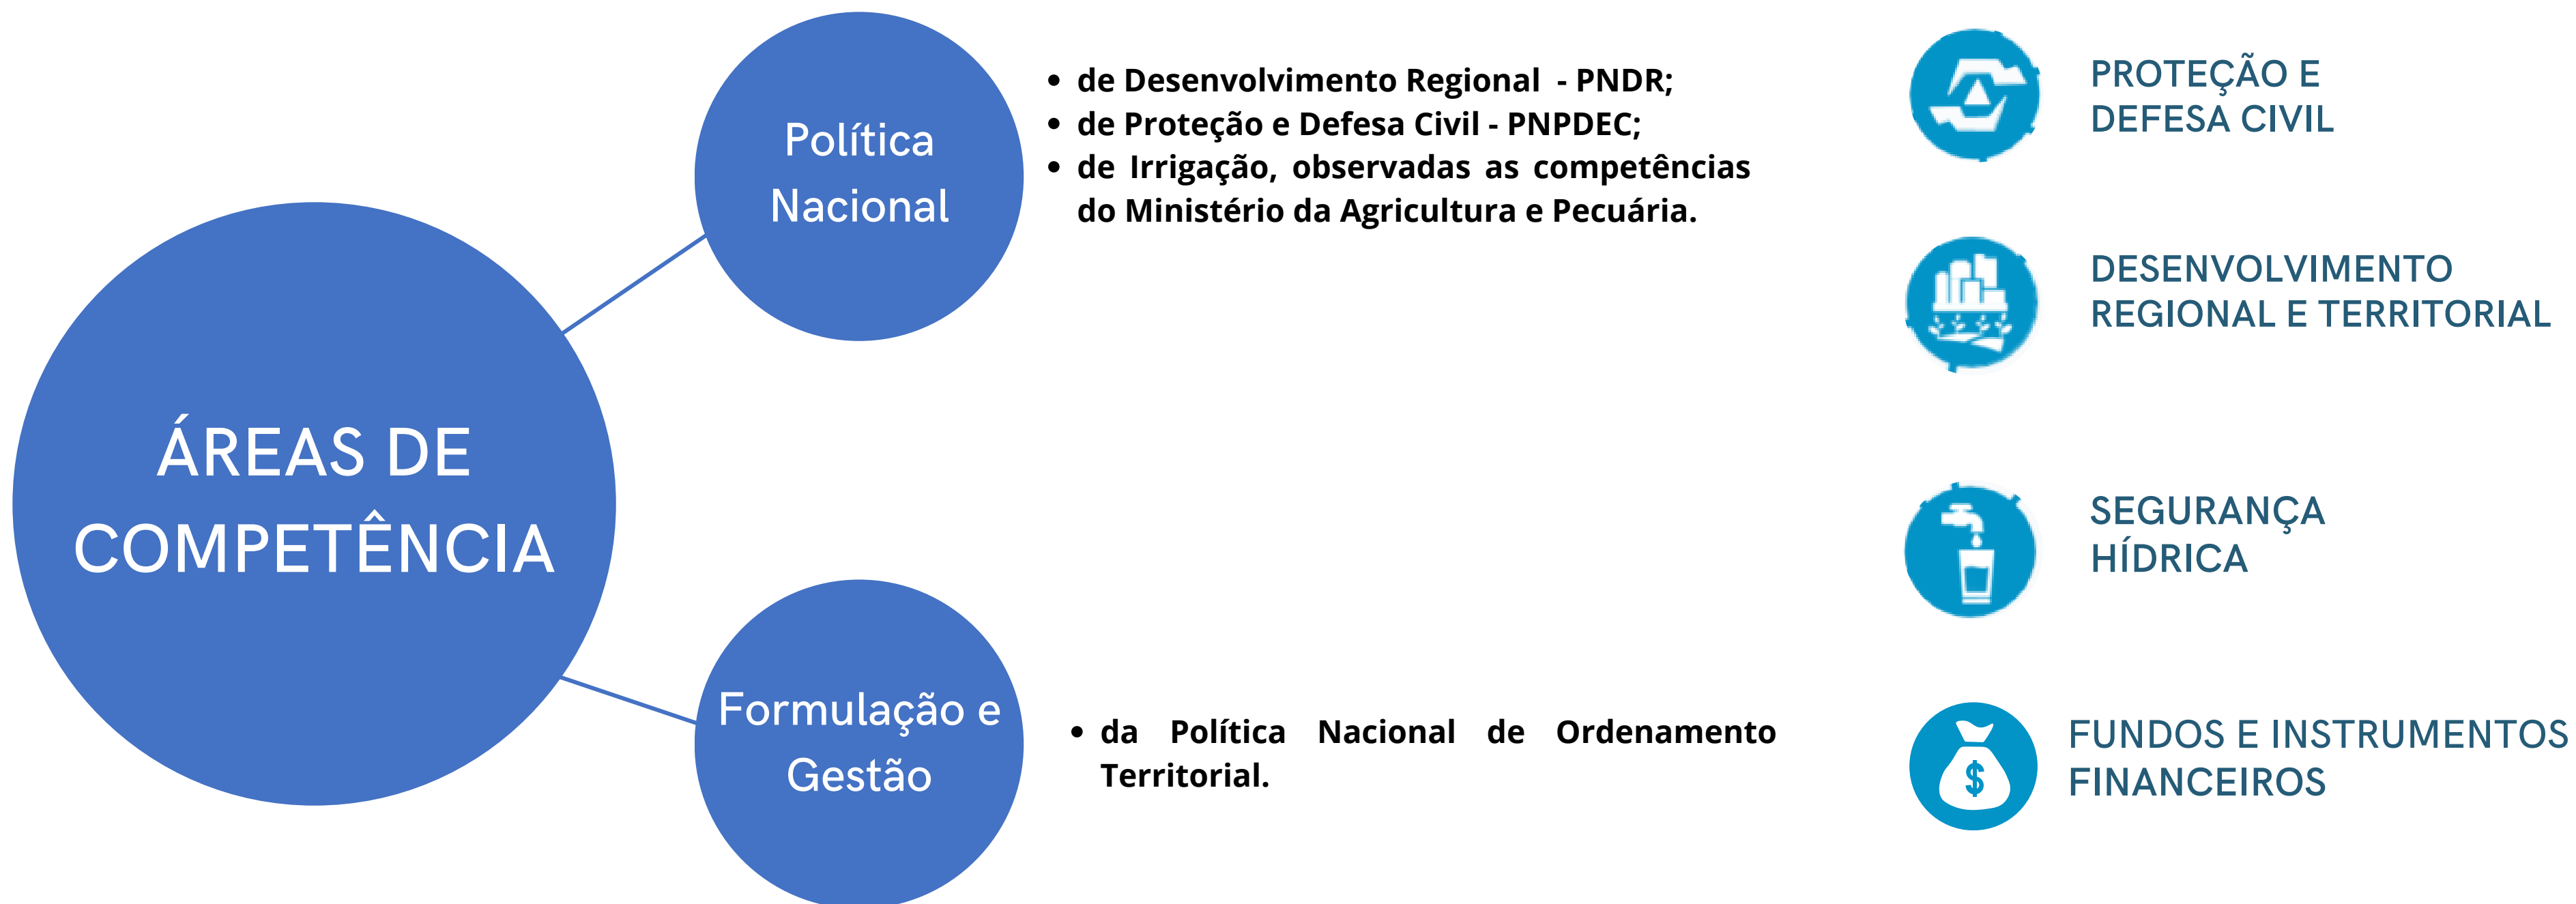 ÁREAS DE
COMPETÊNCIA
Política
Nacional
• de Desenvolvimento Regional - PNDR;
• de Proteção e Defesa Civil - PNPDEC;
• de Irrigação, observadas as competências
do Ministério da Agricultura e Pecuária.
Formulação e
Gestão
• da Política Nacional de Ordenamento
Territorial.
PROTEÇÃO E
DEFESA CIVIL
DESENVOLVIMENTO
REGIONAL E TERRITORIAL
SEGURANÇA
HÍDRICA
$
FUNDOS E INSTRUMENTOS
FINANCEIROS